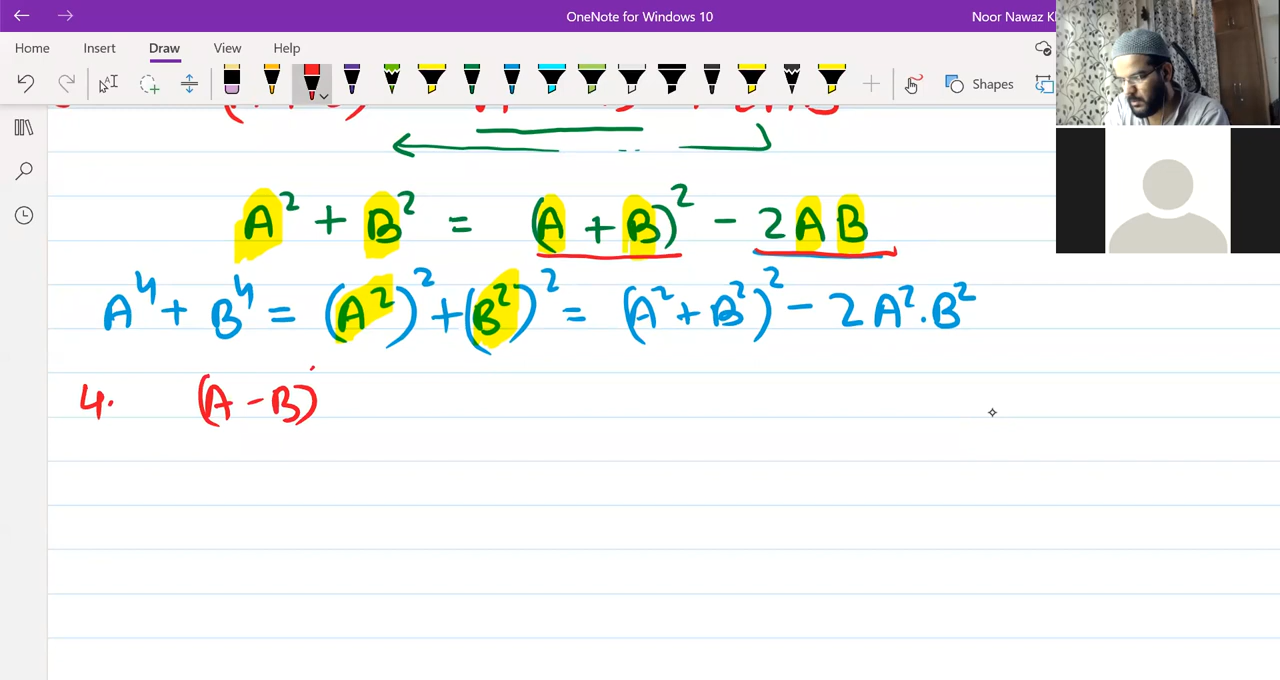 OneNote for Windows 10
Noor Nawaz K
Home Insert Draw View Help
Shapes
A² + B² = (A + B)² - 2AB
A⁴ + B⁴ = (A²)² + (B²)² = (A² + B²)² - 2A².B²
4. (A - B)